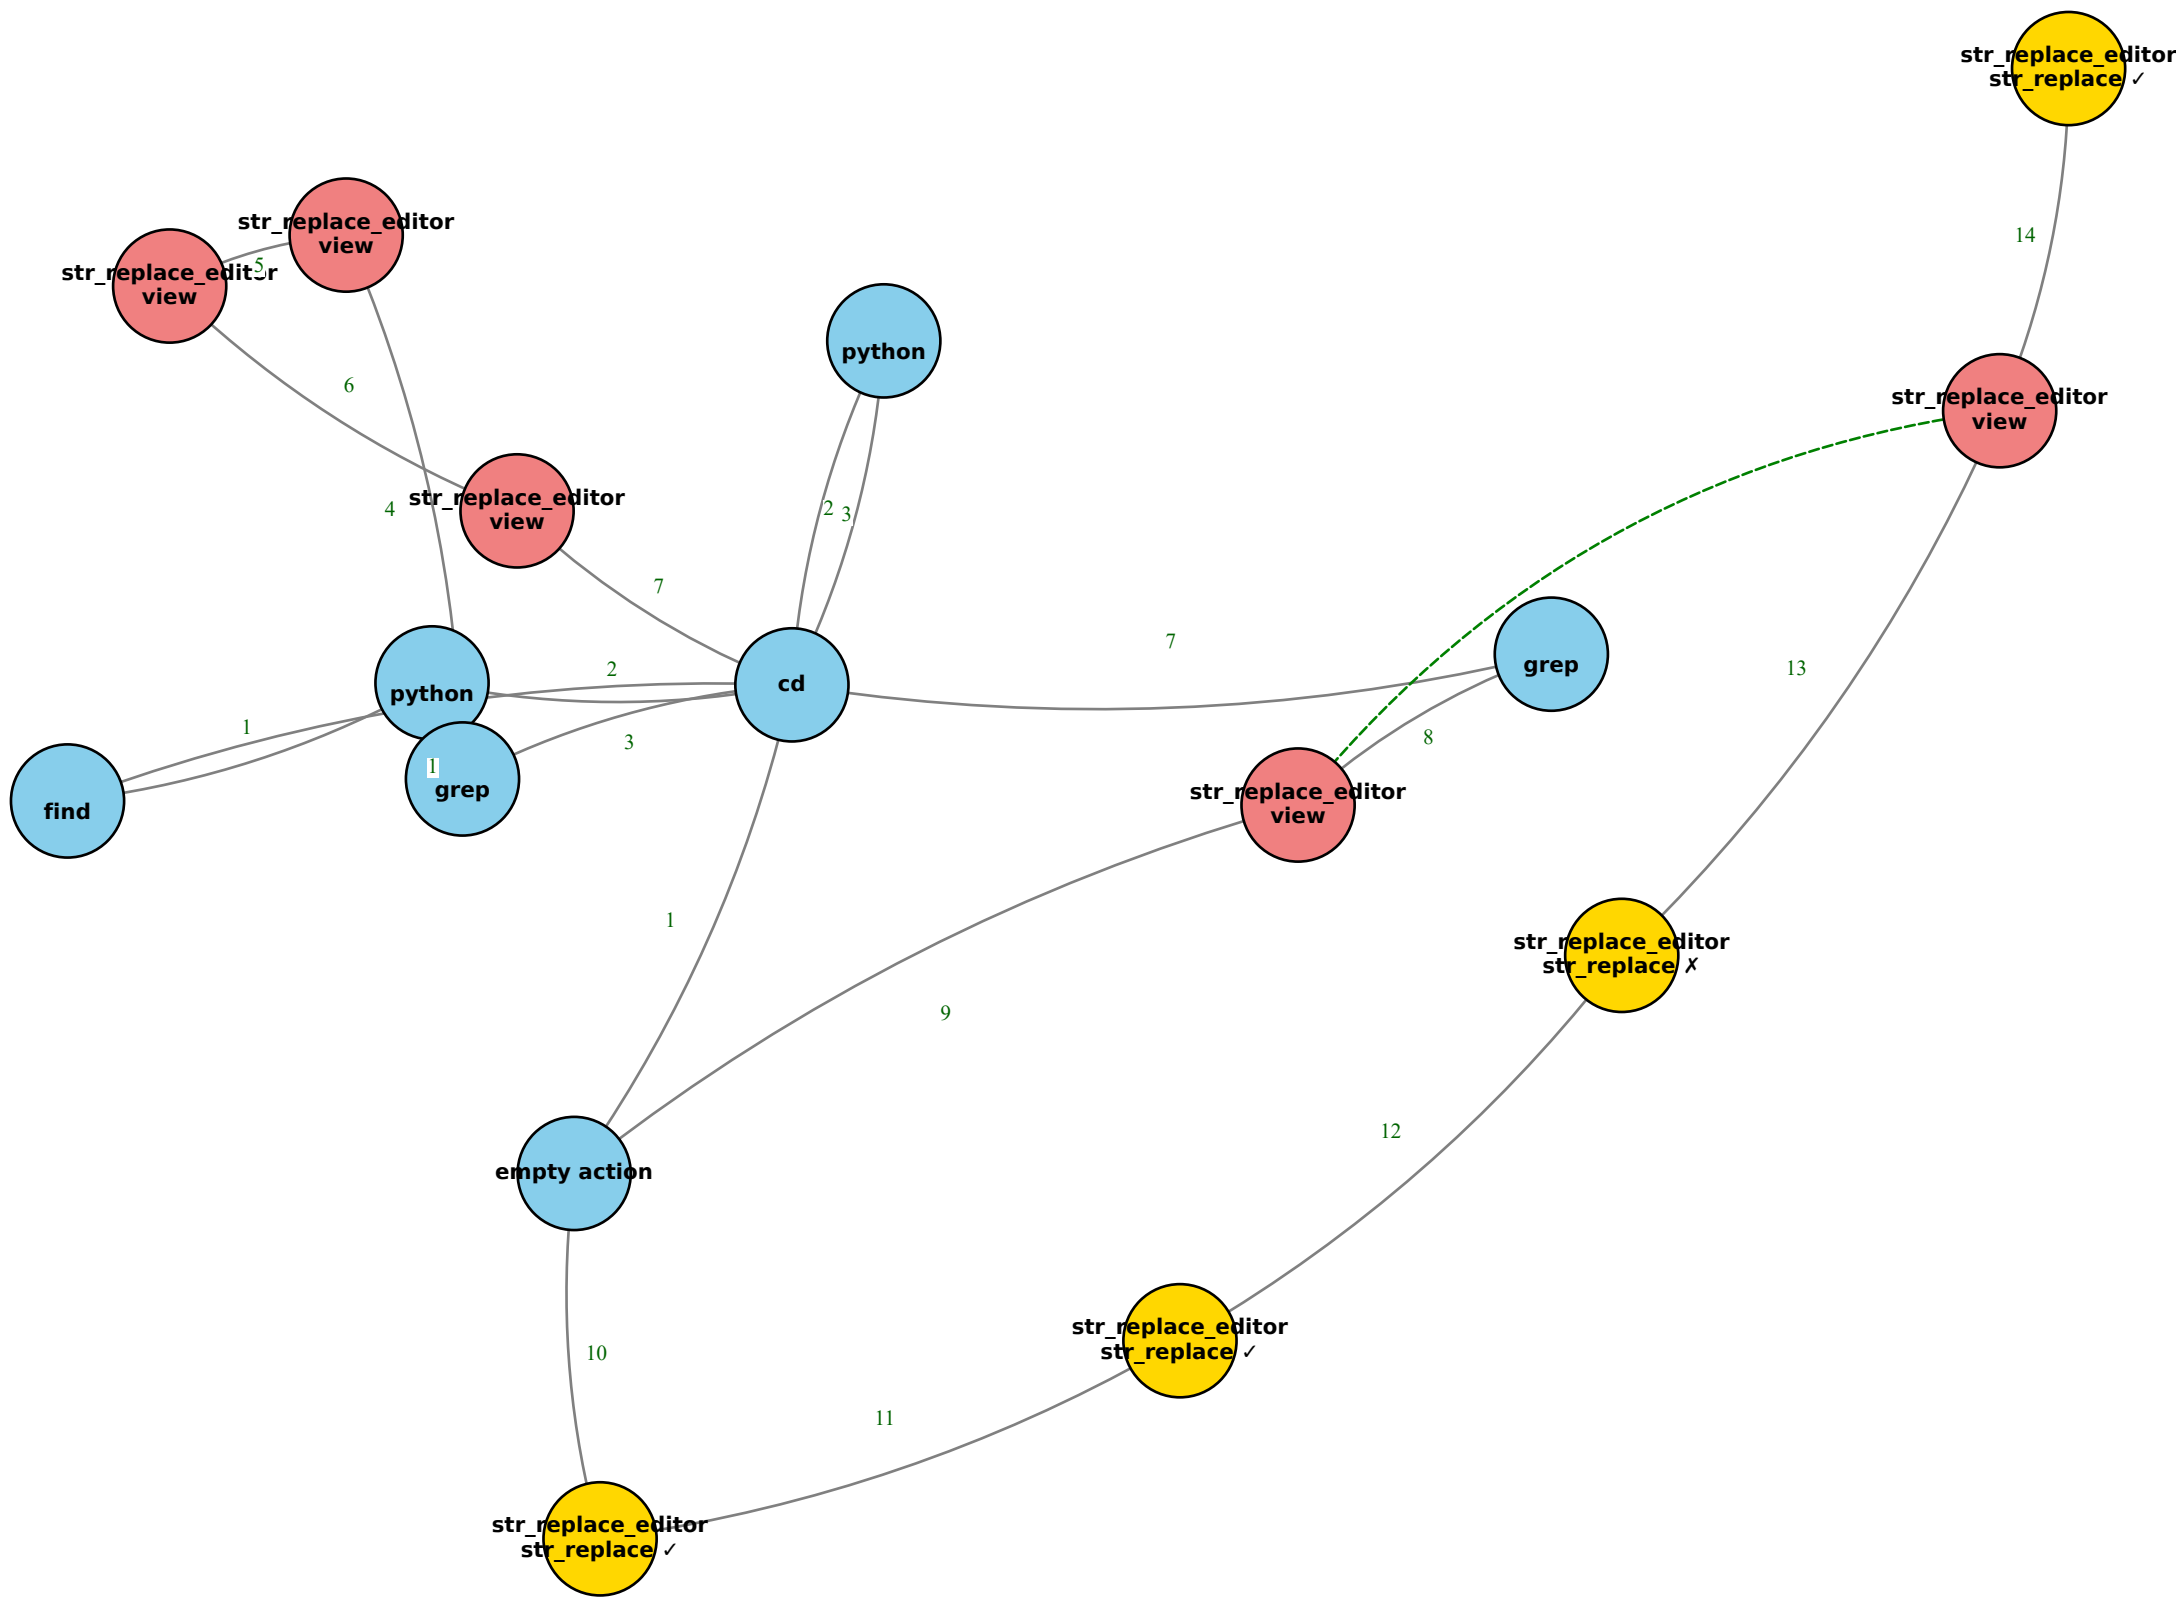 str_replace_editor
str_replace ✓
14
str_replace_editor
view
str_replace_editor
view
5
python
6
str_replace_editor
view
4
str_replace_editor
view
2
3
7
7
grep
13
2
python
cd
1
3
8
1
grep
find
str_replace_editor
view
1
str_replace_editor
str_replace ✗
9
12
empty action
10
str_replace_editor
str_replace ✓
11
str_replace_editor
str_replace ✓